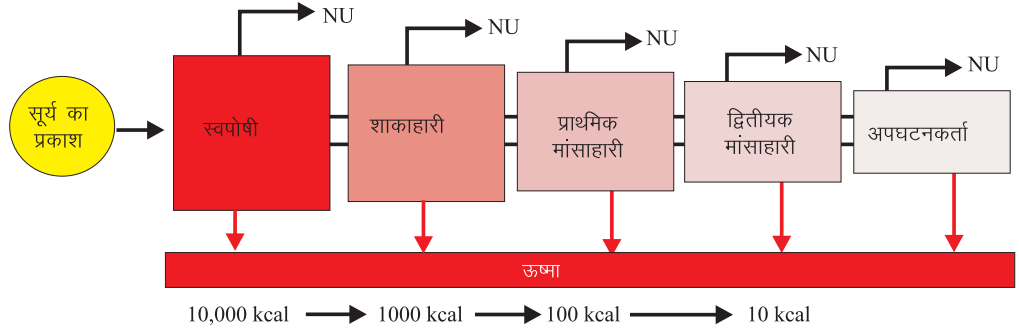 NU
NU
NU
NU
NU
सूर्य का
प्रकाश
स्वपोषी
शाकाहारी
प्राथमिक
मांसाहारी
द्वितीयक
मांसाहारी
अपघटनकर्ता
ऊष्मा
10,000 kcal 1000 kcal 100 kcal 10 kcal